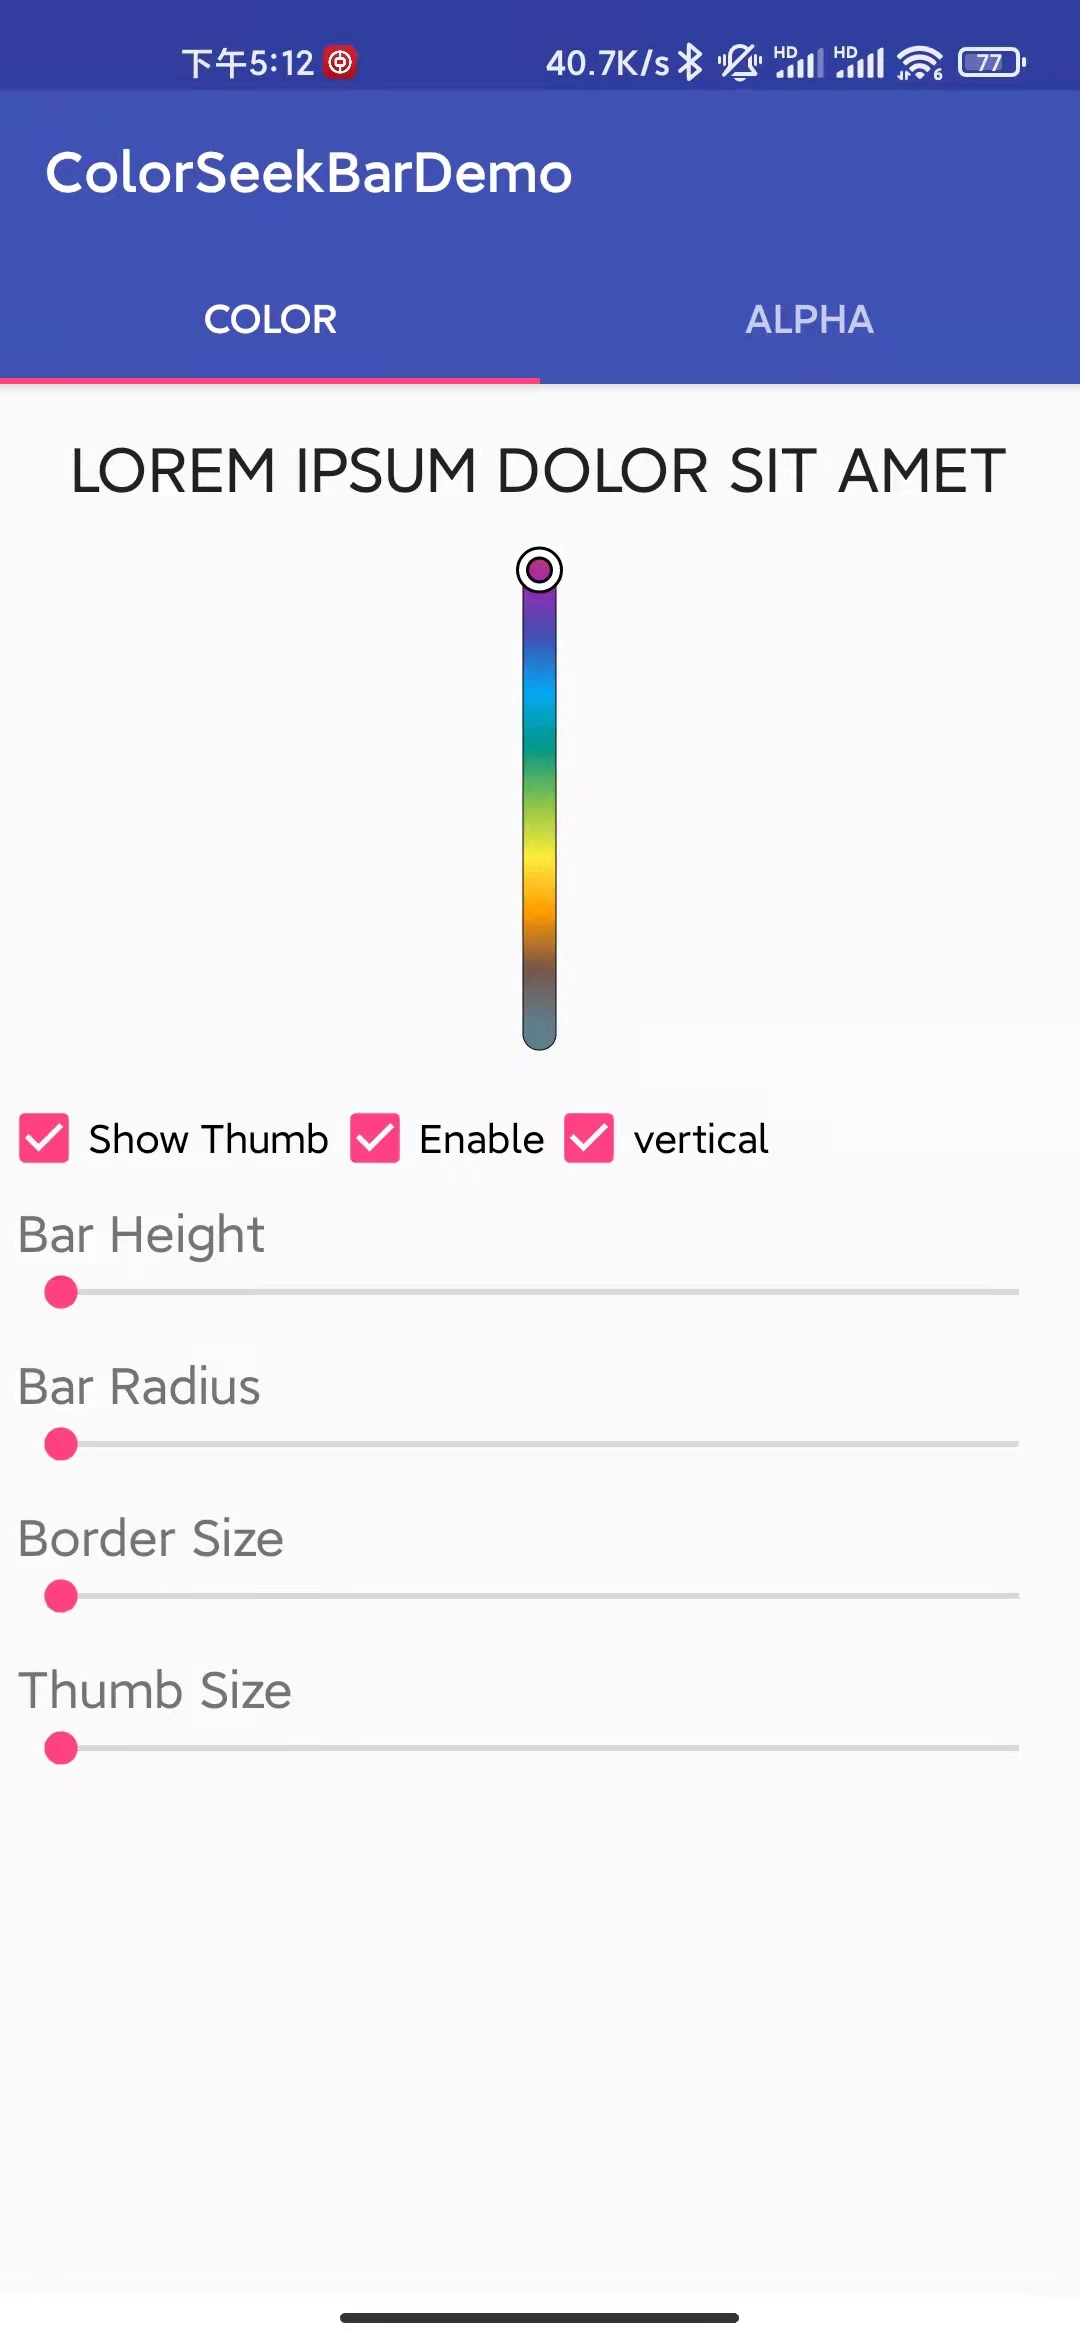 下午5:12 40.7K/s HD HD 6 77
ColorSeekBarDemo
COLOR ALPHA
LOREM IPSUM DOLOR SIT AMET
Show Thumb Enable vertical
Bar Height
Bar Radius
Border Size
Thumb Size